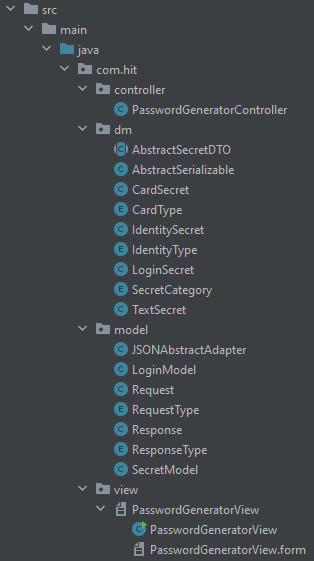 src
main
java
com.hit
controller
PasswordGeneratorController
dm
AbstractSecretDTO
AbstractSerializable
CardSecret
CardType
IdentitySecret
IdentityType
LoginSecret
SecretCategory
TextSecret
model
JSONAbstractAdapter
LoginModel
Request
RequestType
Response
ResponseType
SecretModel
view
PasswordGeneratorView
PasswordGeneratorView
PasswordGeneratorView.form